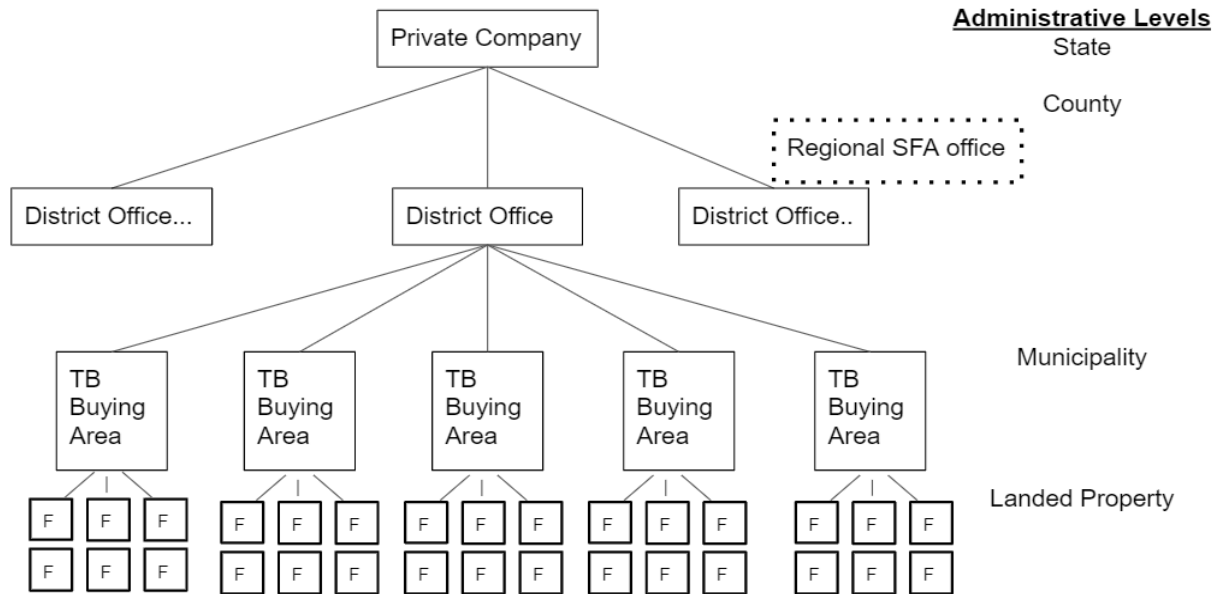 Administrative Levels
Private Company
State
County
Regional SFA office
District Office...
District Office
District Office..
Municipality
TB
Buying
Area
TB
Buying
Area
TB
Buying
Area
TB
Buying
Area
TB
Buying
Area
Landed Property
F F F F F F F F F F F F F F F
F F F F F F F F F F F F F F F